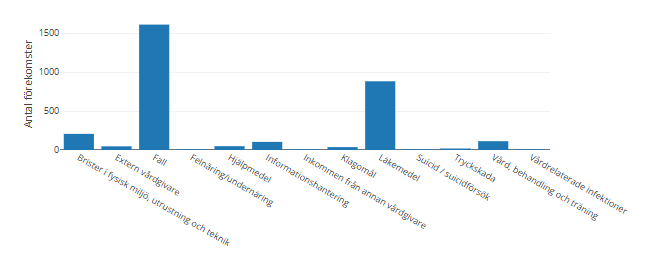 Antal förekomster
1500
1000
500
0
Brister i fysisk miljö, utrustning och teknik
Extern vårdgivare
Fall
Felnäring/undernäring
Hjälpmedel
Informationshantering
Inkommen från annan vårdgivare
Klagomål
Läkemedel
Suicid / suicidförsök
Tryckskada
Vård, behandling och träning
Vårdrelaterade infektioner